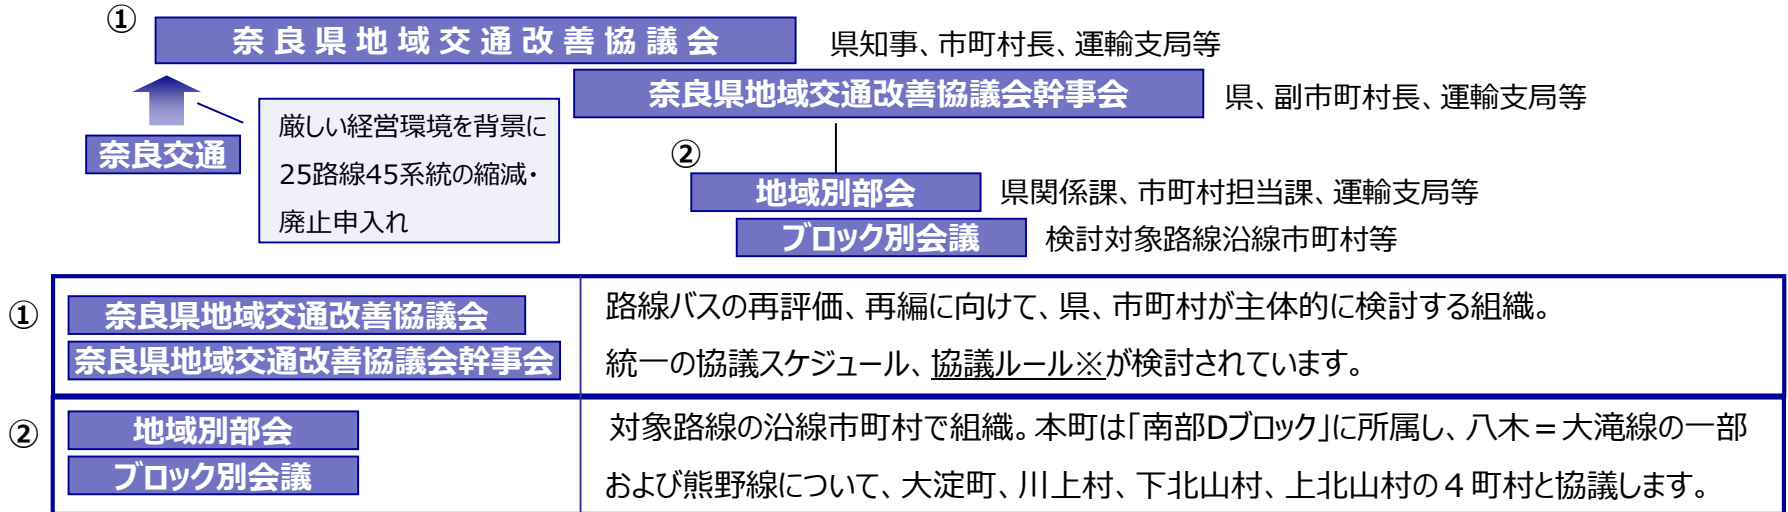 ①
奈良県地域交通改善協議会
県知事、市町村長、運輸支局等
奈良県地域交通改善協議会幹事会
県、副市町村長、運輸支局等
奈良交通
厳しい経営環境を背景に
25路線45系統の縮減・
廃止申入れ
②
地域別部会
県関係課、市町村担当課、運輸支局等
ブロック別会議
検討対象路線沿線市町村等
①
奈良県地域交通改善協議会
奈良県地域交通改善協議会幹事会
路線バスの再評価、再編に向けて、県、市町村が主体的に検討する組織。
統一の協議スケジュール、協議ルール※が検討されています。
②
地域別部会
ブロック別会議
対象路線の沿線市町村で組織。本町は「南部Dブロック」に所属し、八木＝大滝線の一部
および熊野線について、大淀町、川上村、下北山村、上北山村の４町村と協議します。